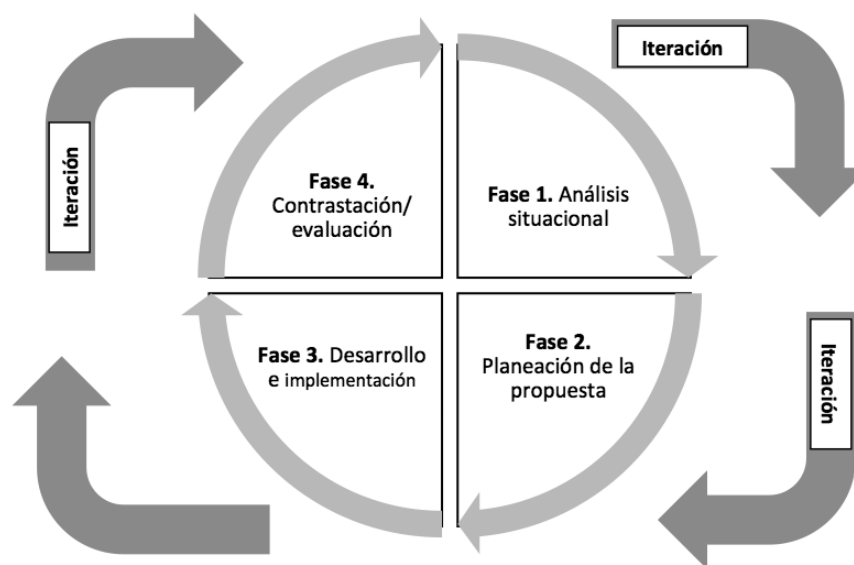 Iteración
Iteración
Fase 4.
Contrastación/
evaluación
Fase 1. Análisis
situacional
Fase 3. Desarrollo
e implementación
Fase 2.
Planeación de la
propuesta
Iteración